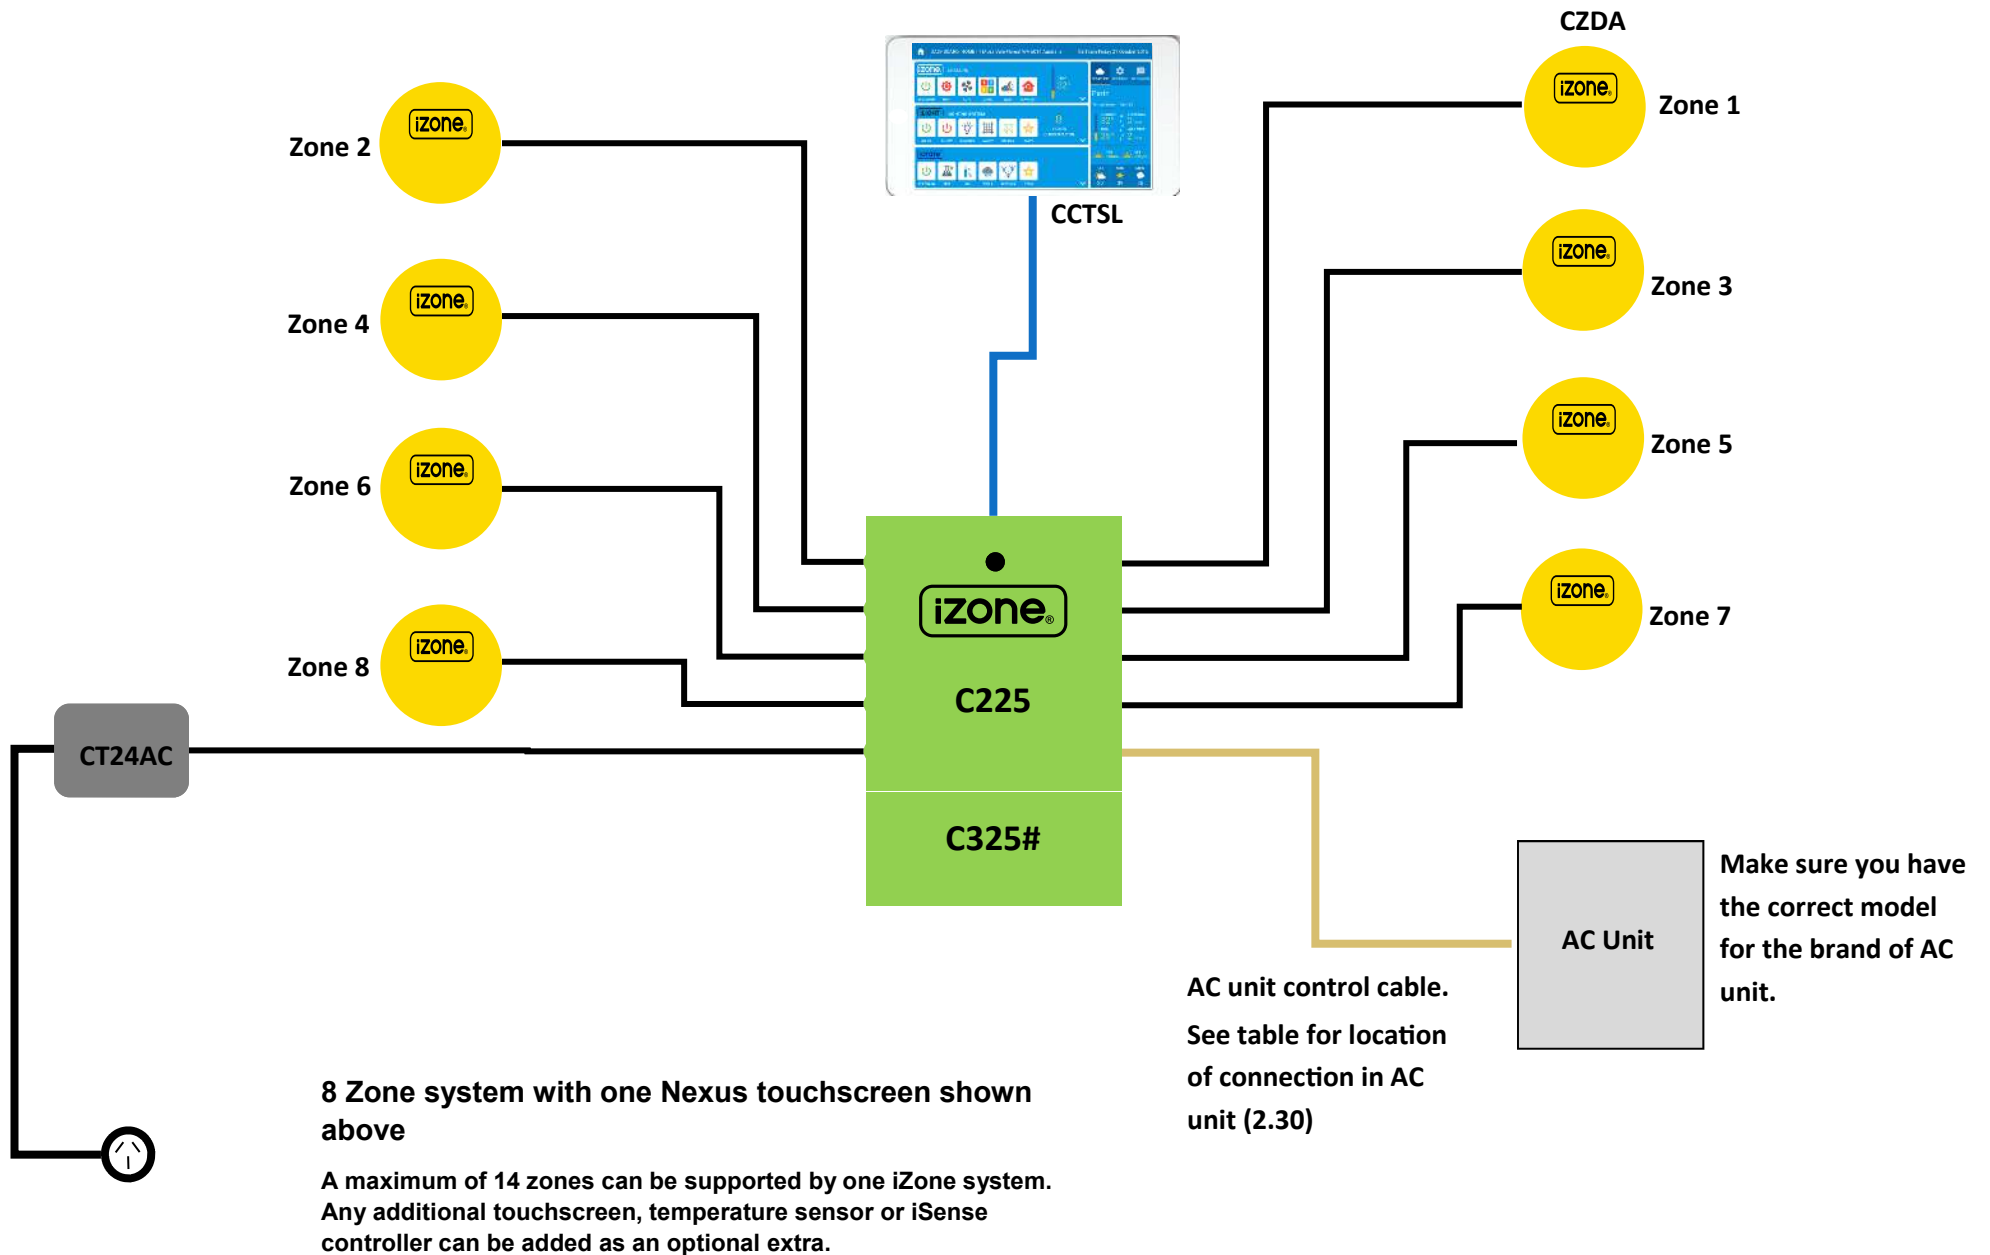 CZDA
iZone®
Zone 1
iZone®
Zone 2
CCTSL
iZone®
Zone 3
iZone®
Zone 4
iZone®
Zone 5
iZone®
Zone 6
iZone®
Zone 7
iZone®
Zone 8
iZone®
C225
CT24AC
C325#
AC Unit
Make sure you have
the correct model
for the brand of AC
unit.
AC unit control cable.
See table for location
of connection in AC
unit (2.30)
8 Zone system with one Nexus touchscreen shown
above
A maximum of 14 zones can be supported by one iZone system.
Any additional touchscreen, temperature sensor or iSense
controller can be added as an optional extra.